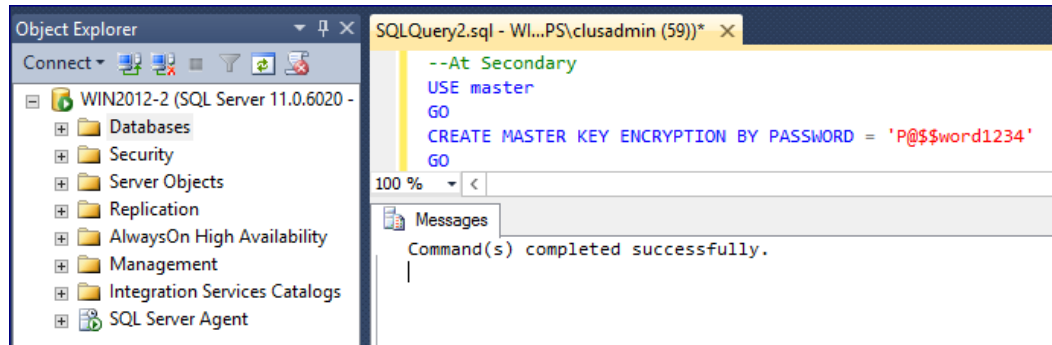 Object Explorer
Connect
WIN2012-2 (SQL Server 11.0.6020 -
Databases
Security
Server Objects
Replication
AlwaysOn High Availability
Management
Integration Services Catalogs
SQL Server Agent
SQLQuery2.sql - WI...PS\clusadmin (59))*
--At Secondary
USE master
GO
CREATE MASTER KEY ENCRYPTION BY PASSWORD = 'P@$$word1234'
GO
100 %
Messages
Command(s) completed successfully.